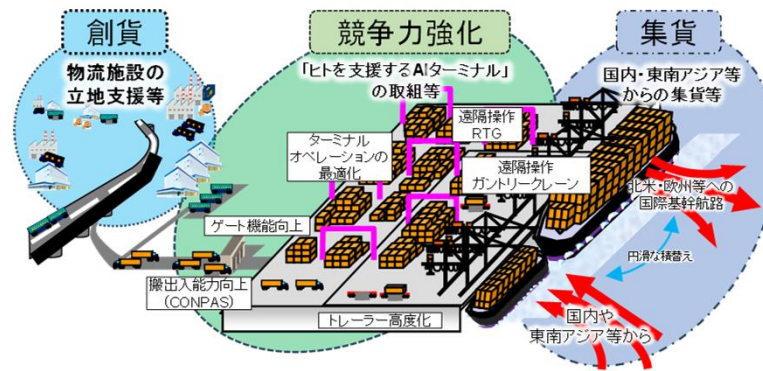 創貨
物流施設の
立地支援等
競争力強化
「ヒトを支援するAIターミナル」
の取組等
集貨
国内・東南アジア等
からの集貨等
遠隔操作
RTG
ターミナル
オペレーションの
最適化
遠隔操作
ガントリークレーン
北米・欧州等への
国際基幹航路
ゲート機能向上
円滑な積替え
搬出入能力向上
(CONPAS)
トレーラー高度化
国内や
東南アジア等から